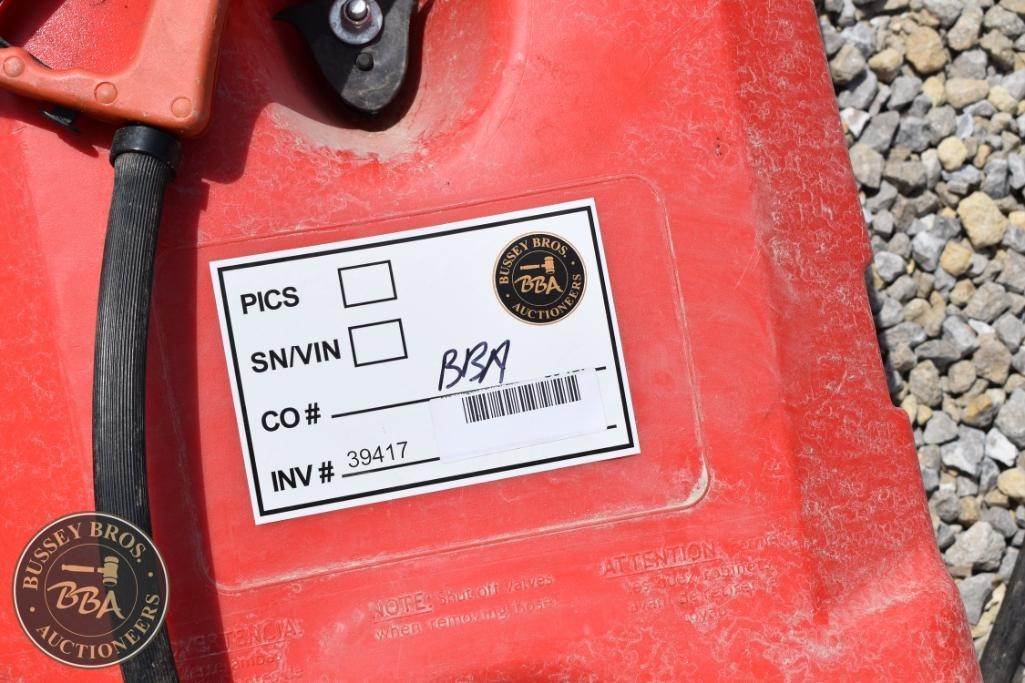 BUSSEY BROS.
BBA
AUCTIONEERS
PICS
SN/VIN
BBA
CO #
INV # 39417
ATTENTION
NOTE: Shut off valves
when removing hose.
BUSSEY BROS.
BBA
AUCTIONEERS